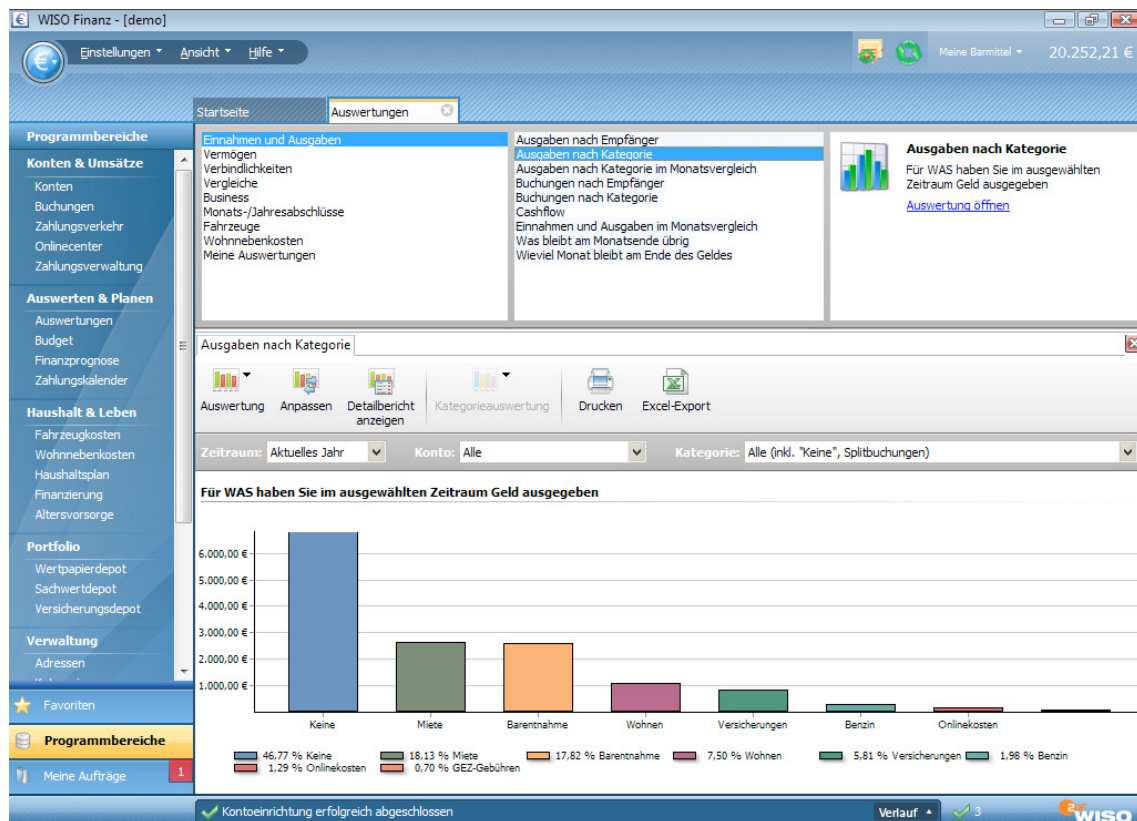 WISO Finanz - [demo]
Einstellungen Ansicht Hilfe
Meine Barmittel 20.252,21 €
Startseite Auswertungen
Programmbereiche
Konten & Umsätze
Konten
Buchungen
Zahlungsverkehr
Onlinecenter
Zahlungsverwaltung
Auswerten & Planen
Auswertungen
Budget
Finanzprognose
Zahlungskalender
Haushalt & Leben
Fahrzeugkosten
Wohnnebenkosten
Haushaltsplan
Finanzierung
Altersvorsorge
Portfolio
Wertpapierdepot
Sachwertdepot
Versicherungsdepot
Verwaltung
Adressen
Favoriten
Programmbereiche
Meine Aufträge 1
Einnahmen und Ausgaben
Vermögen
Verbindlichkeiten
Vergleiche
Business
Monats-/Jahresabschlüsse
Fahrzeuge
Wohnnebenkosten
Meine Auswertungen
Ausgaben nach Empfänger
Ausgaben nach Kategorie
Ausgaben nach Kategorie im Monatsvergleich
Buchungen nach Empfänger
Buchungen nach Kategorie
Cashflow
Einnahmen und Ausgaben im Monatsvergleich
Was bleibt am Monatsende übrig
Wieviel Monat bleibt am Ende des Geldes
Ausgaben nach Kategorie
Für WAS haben Sie im ausgewählten
Zeitraum Geld ausgegeben
Auswertung öffnen
Ausgaben nach Kategorie
Auswertung Anpassen Detailbericht Kategorieauswertung Drucken Excel-Export
anzeigen
Zeitraum: Aktuelles Jahr Konto: Alle Kategorie: Alle (inkl. "Keine", Splitbuchungen)
Für WAS haben Sie im ausgewählten Zeitraum Geld ausgegeben
6.000,00 €
5.000,00 €
4.000,00 €
3.000,00 €
2.000,00 €
1.000,00 €
Keine Miete Barentnahme Wohnen Versicherungen Benzin Onlinekosten
46,77 % Keine 18,13 % Miete 17,82 % Barentnahme 7,50 % Wohnen 5,81 % Versicherungen 1,98 % Benzin
1,29 % Onlinekosten 0,70 % GEZ-Gebühren
Kontoeinrichtung erfolgreich abgeschlossen Verlauf 3
WISO